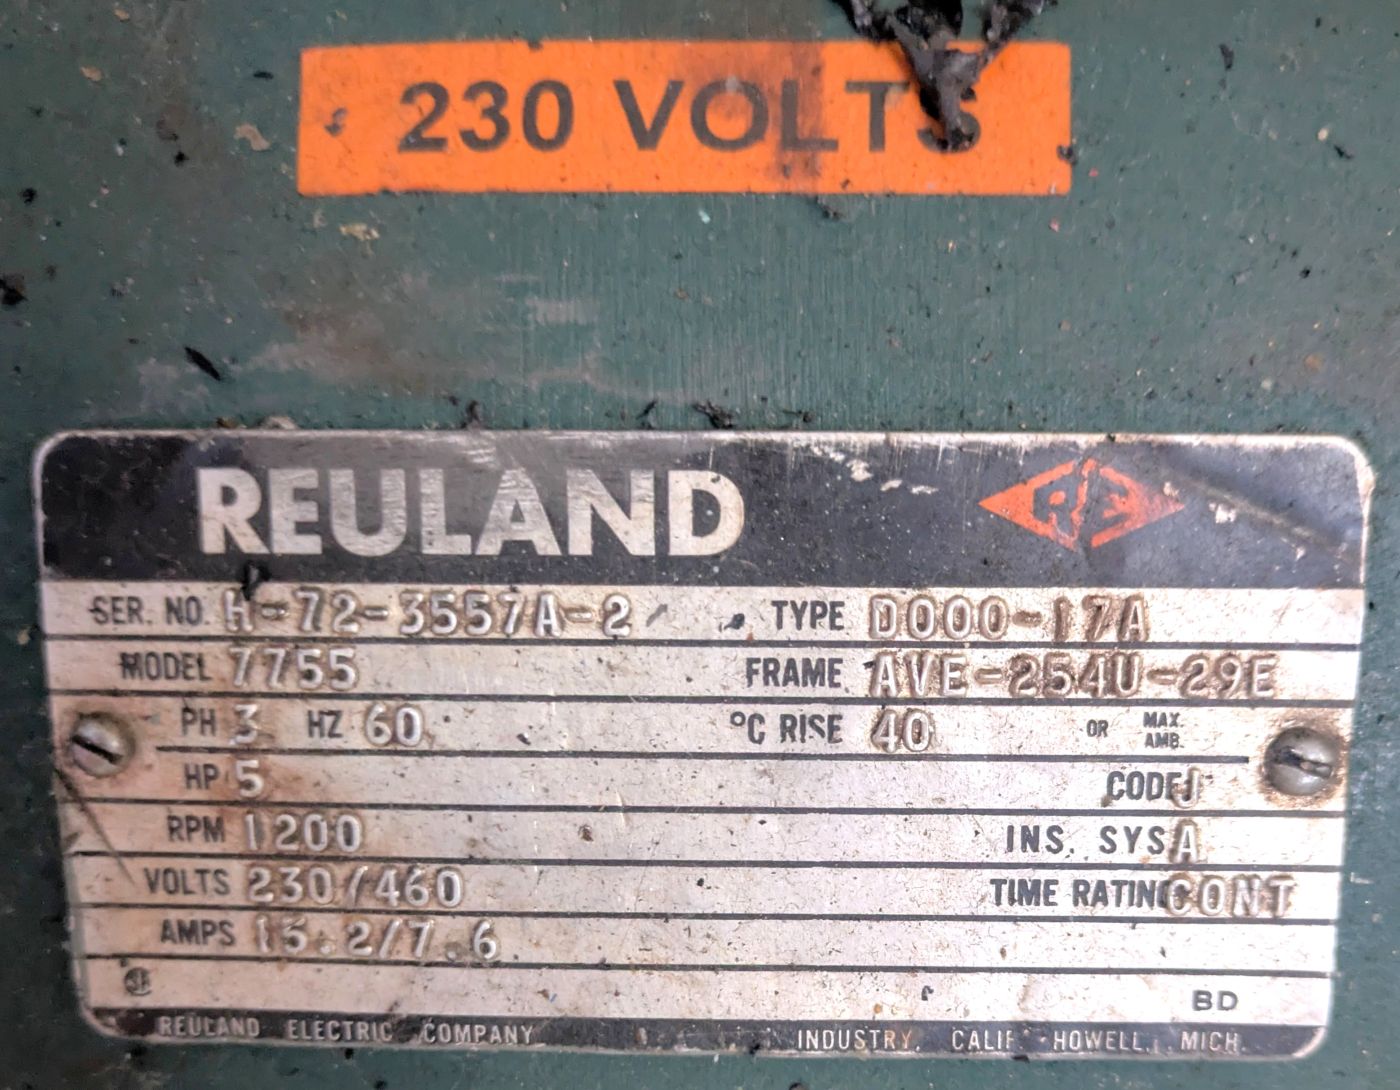 230 VOLTS
REULAND RE
SER. NO. H-72-3557A-2 TYPE D000-17A
MODEL 7755 FRAME AVE-254U-29E
PH 3 HZ 60 °C RISE 40 OR MAX. AMB.
HP 5 CODE J
RPM 1200 INS. SYS A
VOLTS 230/460 TIME RATING CONT
AMPS 15.2/7.6
BD
REULAND ELECTRIC COMPANY INDUSTRY, CALIF. HOWELL, MICH.